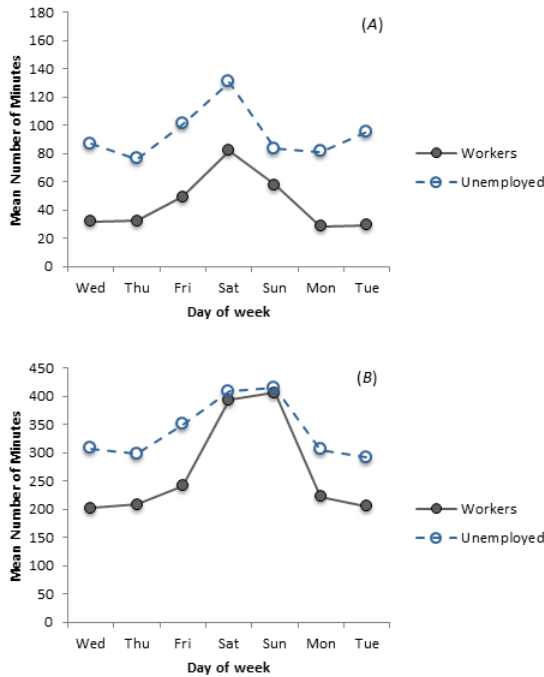 (A)
Mean Number of Minutes
180
160
140
120
100
80
60
40
20
0
Wed Thu Fri Sat Sun Mon Tue
Day of week
Workers
Unemployed
(B)
Mean Number of Minutes
450
400
350
300
250
200
150
100
50
0
Wed Thu Fri Sat Sun Mon Tue
Day of week
Workers
Unemployed